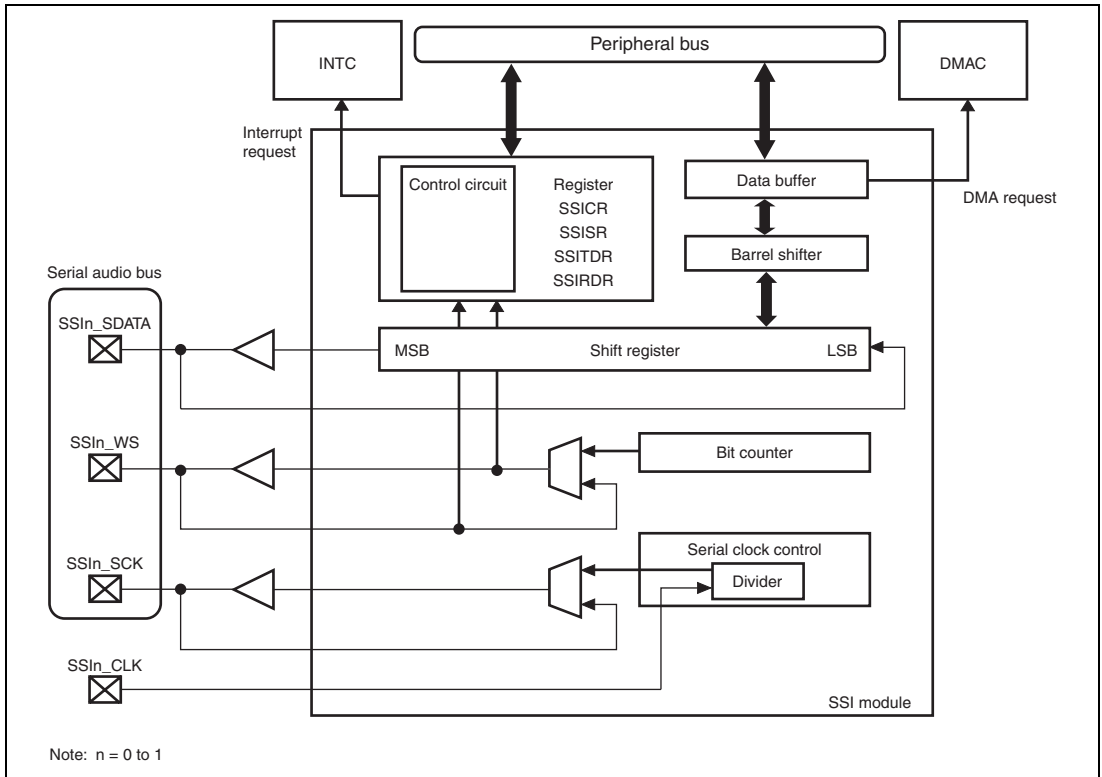 Peripheral bus
INTC
DMAC
Interrupt
request
Control circuit
Register
SSICR
SSISR
SSITDR
SSIRDR
Data buffer
DMA request
Barrel shifter
Serial audio bus
SSIn_SDATA
MSB
Shift register
LSB
SSIn_WS
Bit counter
SSIn_SCK
Serial clock control
Divider
SSIn_CLK
SSI module
Note: n = 0 to 1